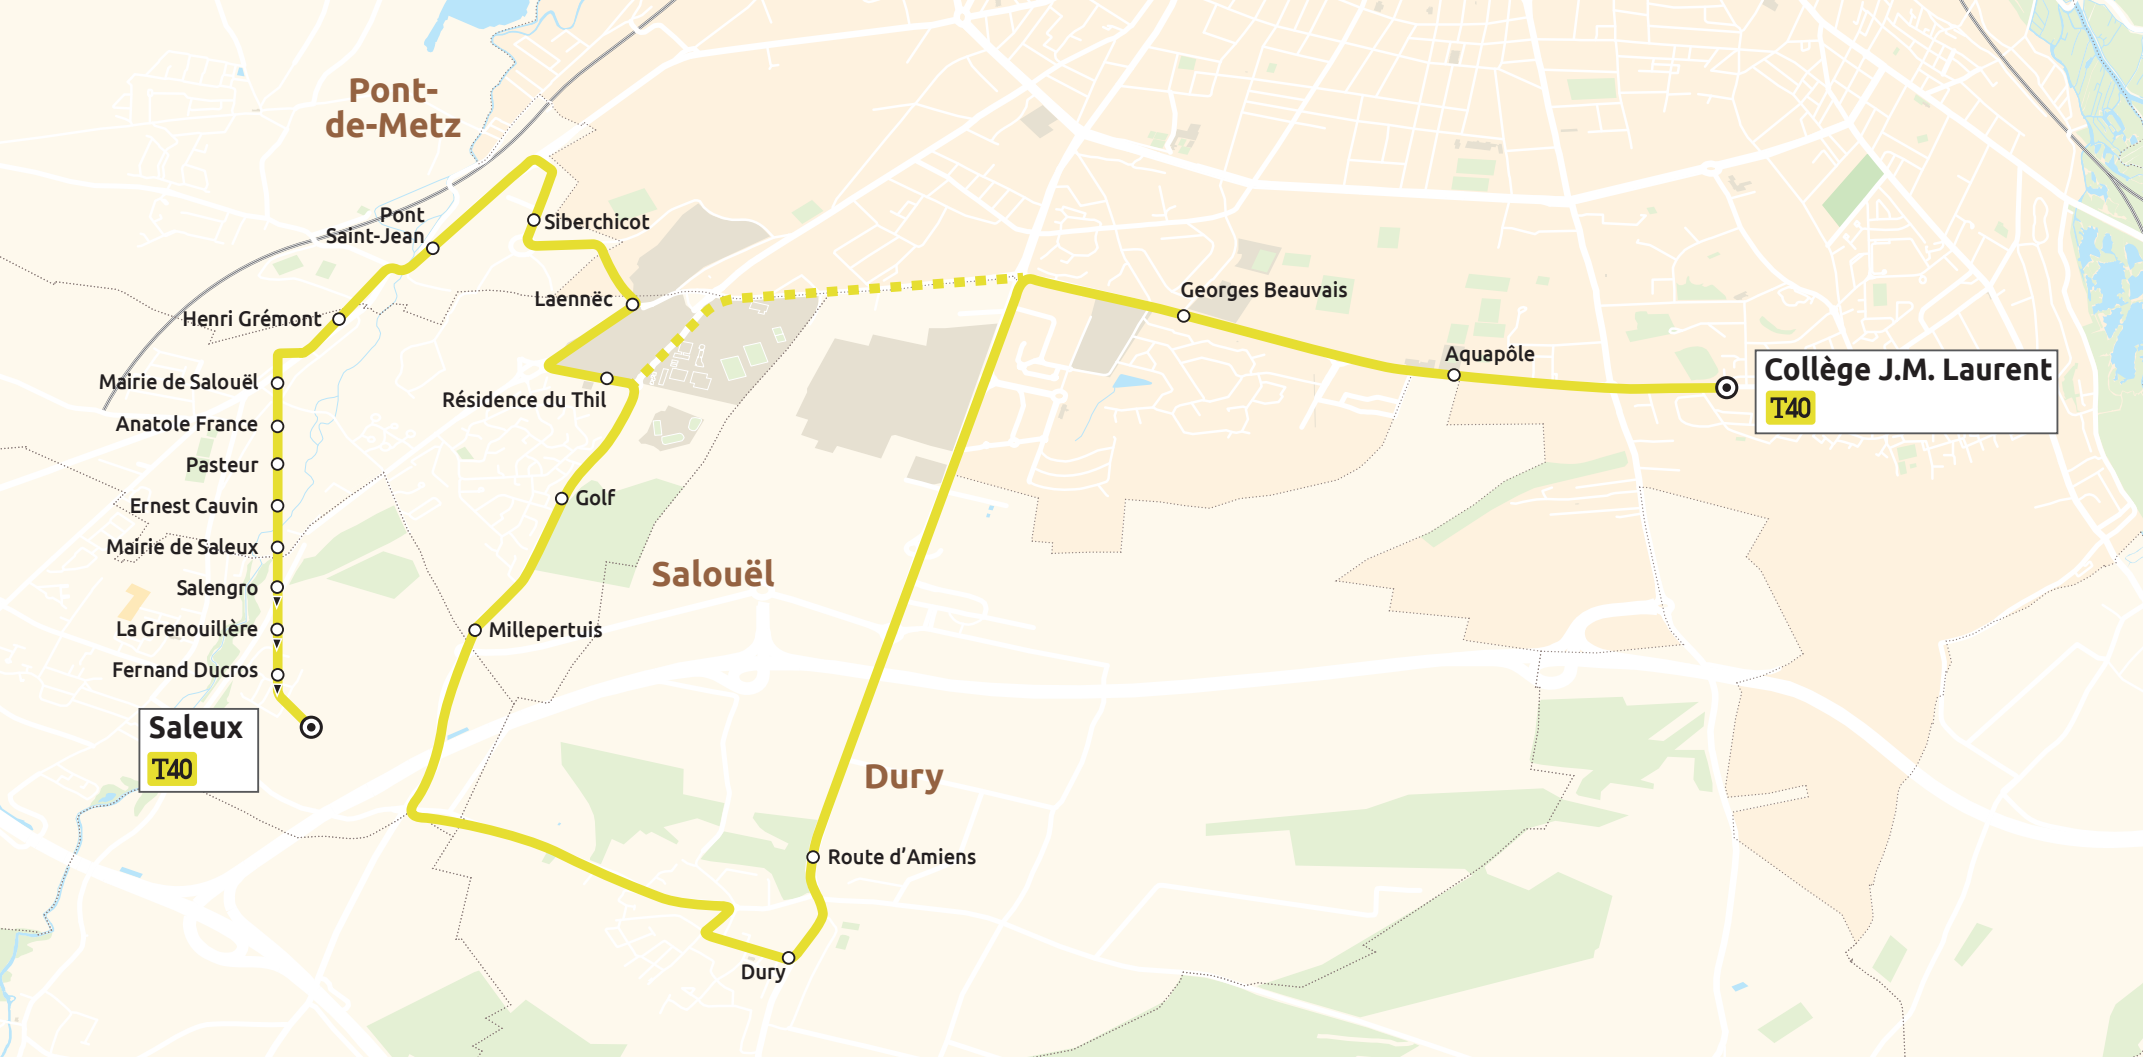 Pont-
de-Metz
Pont
Saint-Jean
Siberchicot
Laennëc
Henri Grémont
Georges Beauvais
Aquapôle
Collège J.M. Laurent
T40
Mairie de Salouël
Résidence du Thil
Anatole France
Pasteur
Golf
Ernest Cauvin
Mairie de Saleux
Salouël
Salengro
La Grenouillère
Millepertuis
Fernand Ducros
Saleux
T40
Dury
Route d’Amiens
Dury